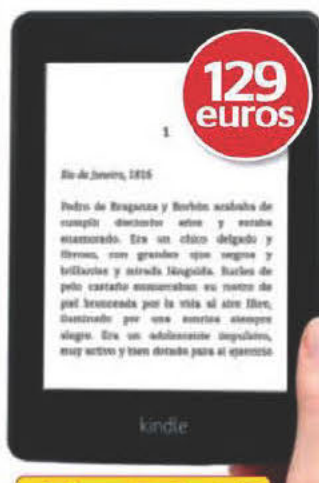 129
euros
1
Río de Janeiro, 1816
Pedro de Braganza y Borbón acababa de
cumplir dieciocho años y estaba
enamorado. Era un chico delgado y
fibroso, con grandes ojos negros y
brillantes y mirada lánguida. Bucles de
pelo castaño enmarcaban su rostro de
piel bronceada por la vida al aire libre,
iluminado por una sonrisa siempre
alegre. Era un adolescente impulsivo,
muy activo y bien dotado para el ejercicio
kindle